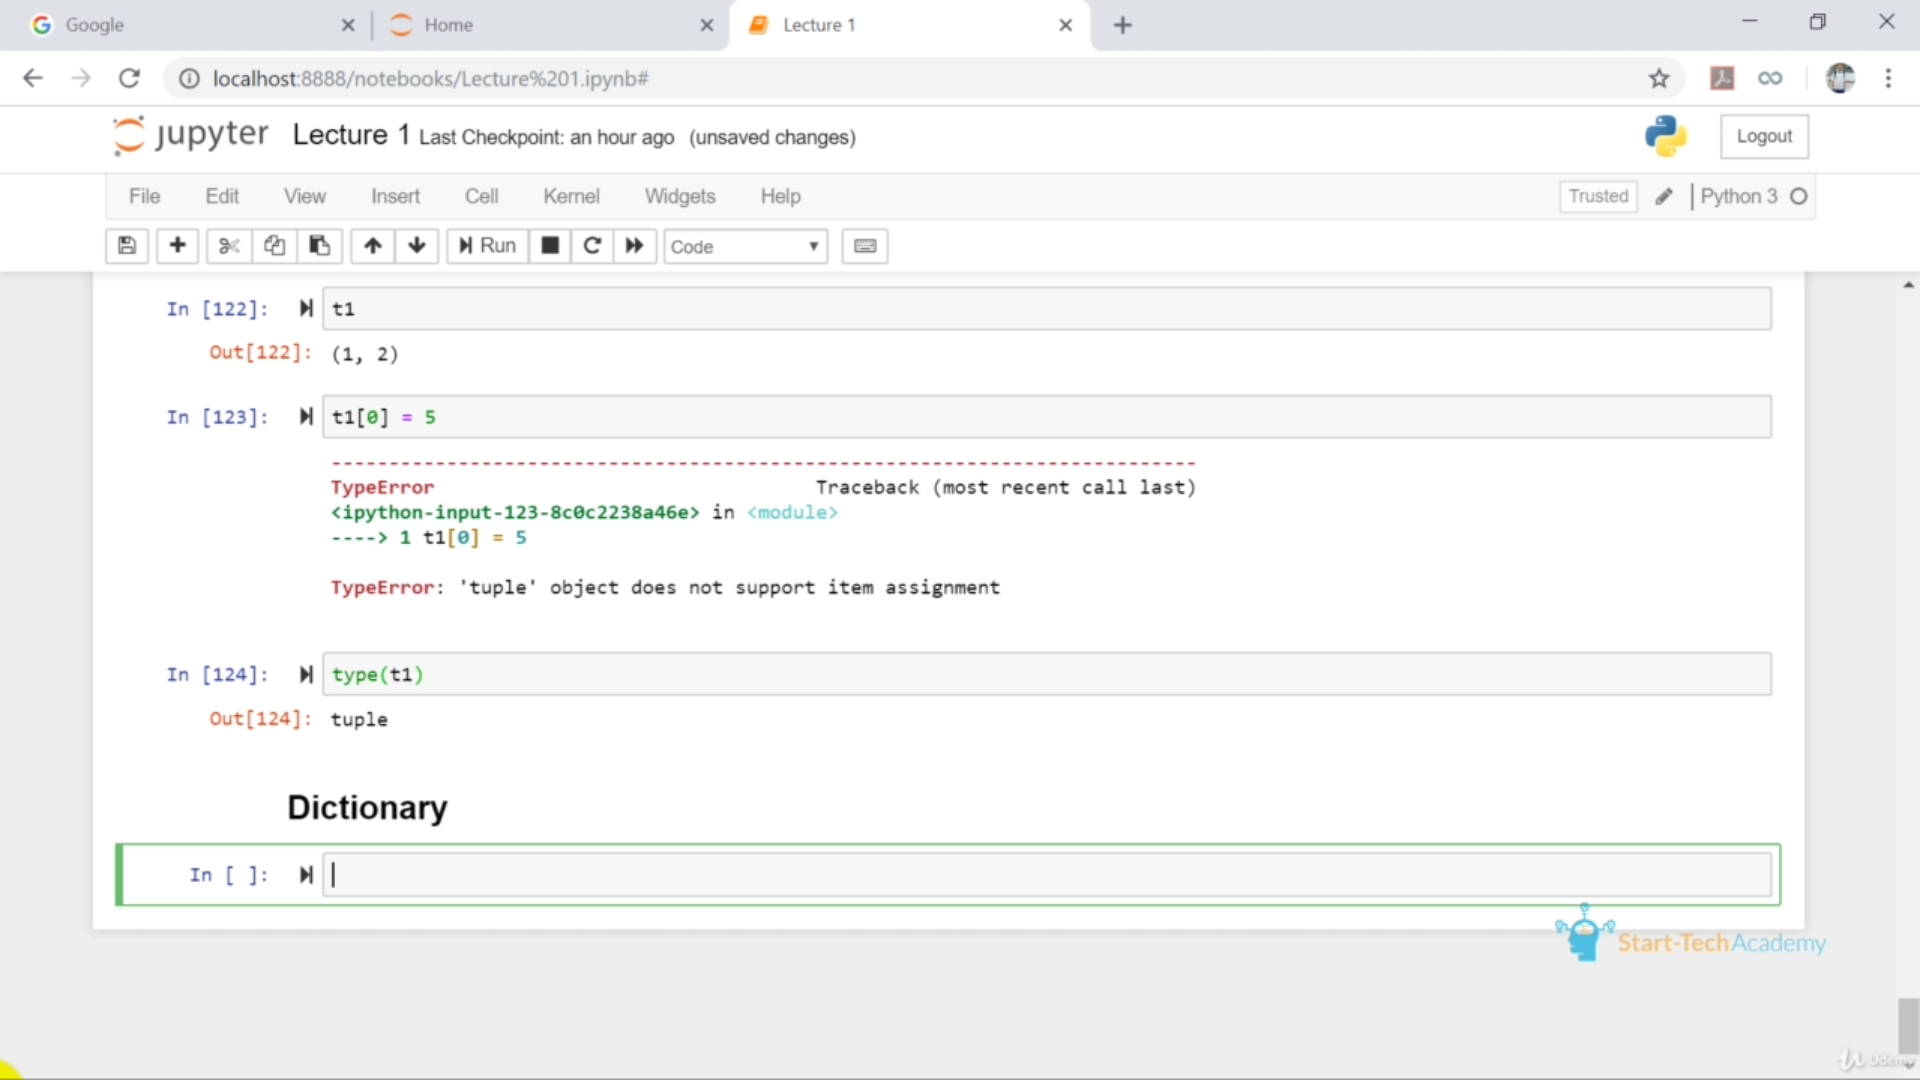 Google
Home
Lecture 1
localhost:8888/notebooks/Lecture%201.ipynb#
jupyter Lecture 1 Last Checkpoint: an hour ago (unsaved changes)
Logout
File Edit View Insert Cell Kernel Widgets Help
Trusted
Python 3
Run
Code
In [122]: t1
Out[122]: (1, 2)
In [123]: t1[0] = 5
---------------------------------------------------------------------------
TypeError Traceback (most recent call last)
<ipython-input-123-8c0c2238a46e> in <module>
----> 1 t1[0] = 5
TypeError: 'tuple' object does not support item assignment
In [124]: type(t1)
Out[124]: tuple
Dictionary
In [ ]:
Start-TechAcademy
Udemy